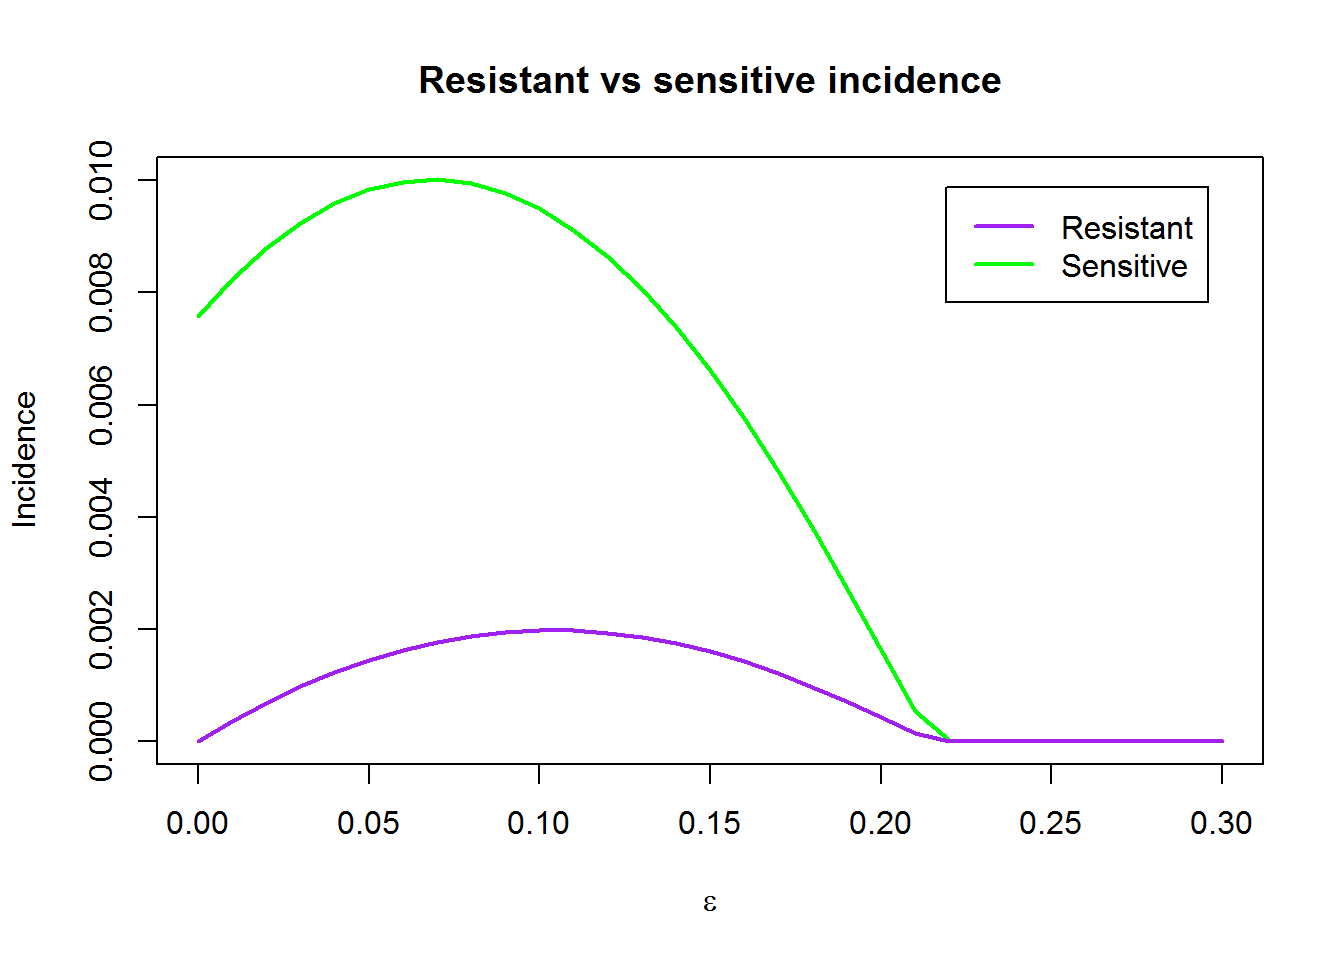 Resistant vs sensitive incidence
Incidence
0.010
0.008
0.006
0.004
0.002
0.000
Resistant
Sensitive
0.00 0.05 0.10 0.15 0.20 0.25 0.30
ε